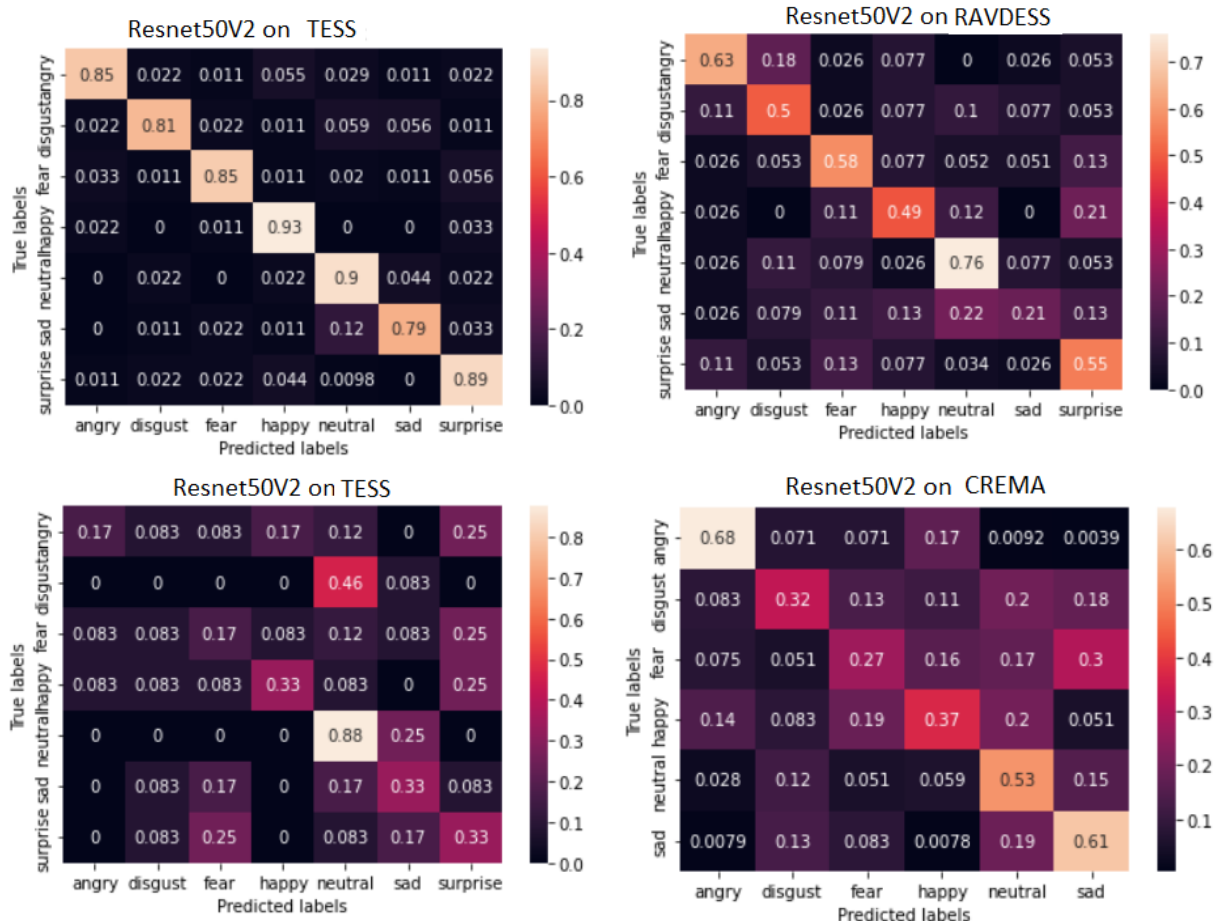 Resnet50V2 on TESS
True labels
angry
disgust
fear
happy
neutral
sad
surprise
0.85 0.022 0.011 0.055 0.029 0.011 0.022
0.022 0.81 0.022 0.011 0.059 0.056 0.011
0.033 0.011 0.85 0.011 0.02 0.011 0.056
0.022 0 0.011 0.93 0 0 0.033
0 0.022 0 0.022 0.9 0.044 0.022
0 0.011 0.022 0.011 0.12 0.79 0.033
0.011 0.022 0.022 0.044 0.0098 0 0.89
angry disgust fear happy neutral sad surprise
Predicted labels
0.8
0.6
0.4
0.2
0.0
Resnet50V2 on RAVDESS
True labels
angry
disgust
fear
happy
neutral
sad
surprise
0.63 0.18 0.026 0.077 0 0.026 0.053
0.11 0.5 0.026 0.077 0.1 0.077 0.053
0.026 0.053 0.58 0.077 0.052 0.051 0.13
0.026 0 0.11 0.49 0.12 0 0.21
0.026 0.11 0.079 0.026 0.76 0.077 0.053
0.026 0.079 0.11 0.13 0.22 0.21 0.13
0.11 0.053 0.13 0.077 0.034 0.026 0.55
angry disgust fear happy neutral sad surprise
Predicted labels
0.7
0.6
0.5
0.4
0.3
0.2
0.1
0.0
Resnet50V2 on TESS
True labels
angry
disgust
fear
happy
neutral
sad
surprise
0.17 0.083 0.083 0.17 0.12 0 0.25
0 0 0 0 0.46 0.083 0
0.083 0.083 0.17 0.083 0.12 0.083 0.25
0.083 0.083 0.083 0.33 0.083 0 0.25
0 0 0 0 0.88 0.25 0
0 0.083 0.17 0 0.17 0.33 0.083
0 0.083 0.25 0 0.083 0.17 0.33
angry disgust fear happy neutral sad surprise
Predicted labels
0.8
0.7
0.6
0.5
0.4
0.3
0.2
0.1
0.0
Resnet50V2 on CREMA
True labels
angry
disgust
fear
happy
neutral
sad
0.68 0.071 0.071 0.17 0.0092 0.0039
0.083 0.32 0.13 0.11 0.2 0.18
0.075 0.051 0.27 0.16 0.17 0.3
0.14 0.083 0.19 0.37 0.2 0.051
0.028 0.12 0.051 0.059 0.53 0.15
0.0079 0.13 0.083 0.0078 0.19 0.61
angry disgust fear happy neutral sad
Predicted labels
0.6
0.5
0.4
0.3
0.2
0.1